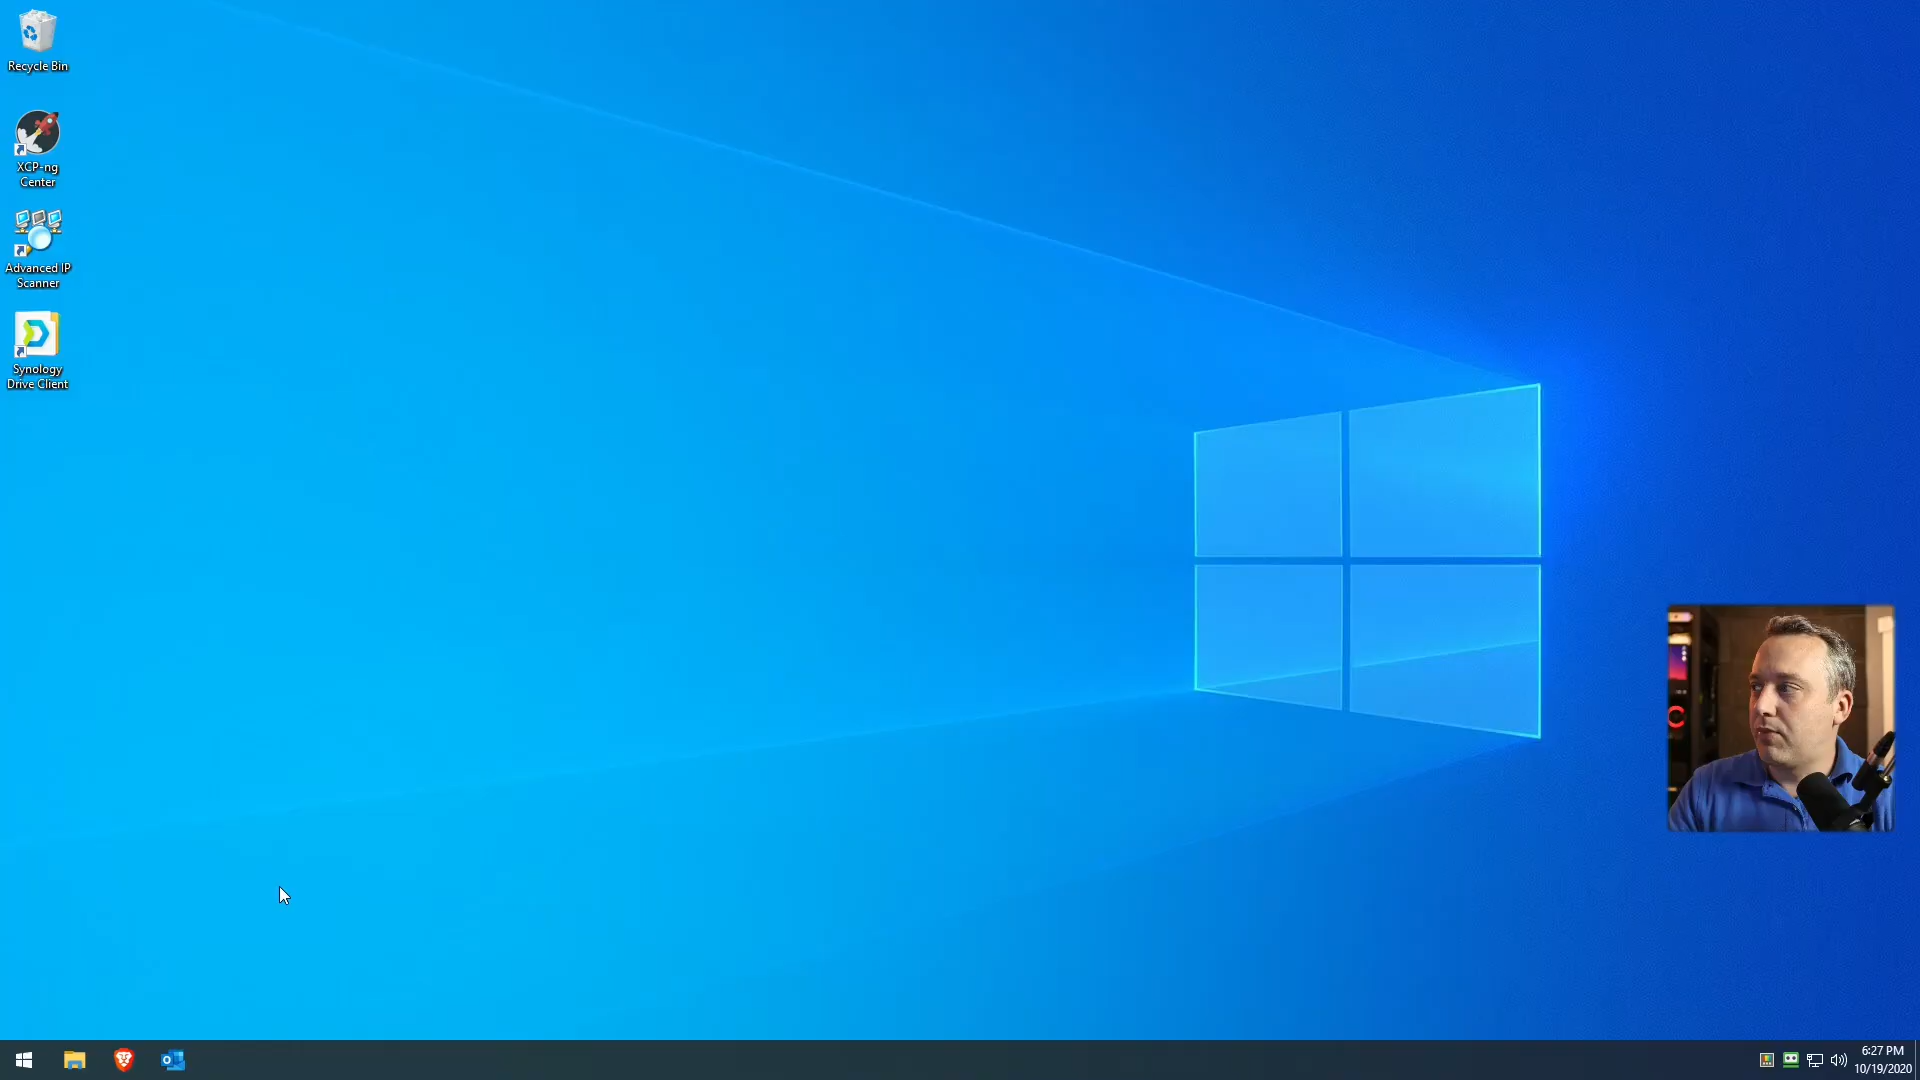 Recycle Bin
XCP-ng
Center
Advanced IP
Scanner
Synology
Drive Client
6:27 PM
10/19/2020